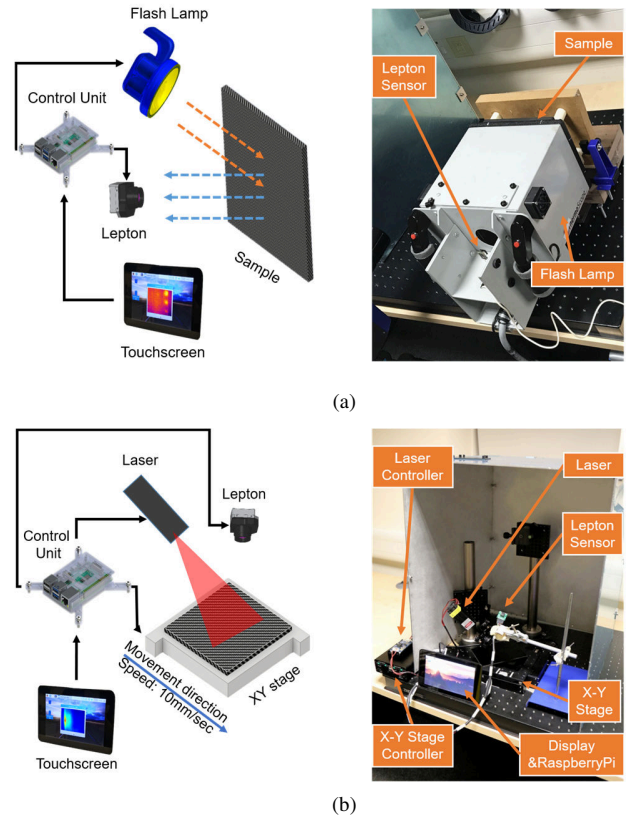 Flash Lamp
Control Unit
Lepton
Sample
Touchscreen
Lepton
Sensor
Sample
Flash Lamp
(a)
Laser
Lepton
Control
Unit
Movement direction
Speed: 10mm/sec
XY stage
Touchscreen
Laser
Controller
Laser
Lepton
Sensor
X-Y
Stage
X-Y Stage
Controller
Display
&RaspberryPi
(b)